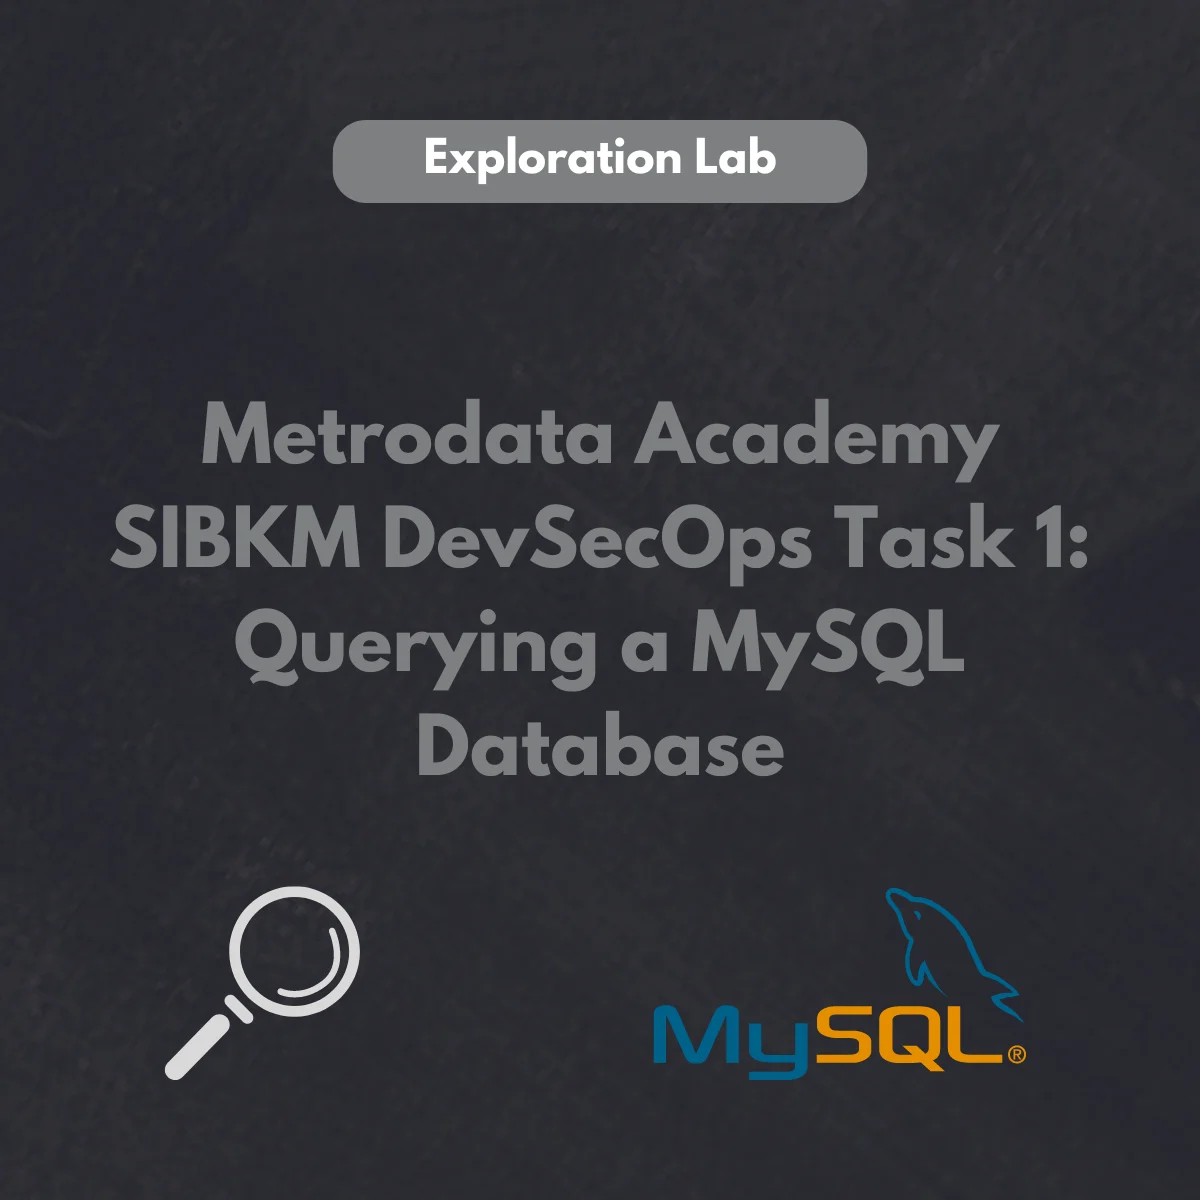 Exploration Lab
Metrodata Academy
SIBKM DevSecOps Task 1:
Querying a MySQL
Database
MySQL®